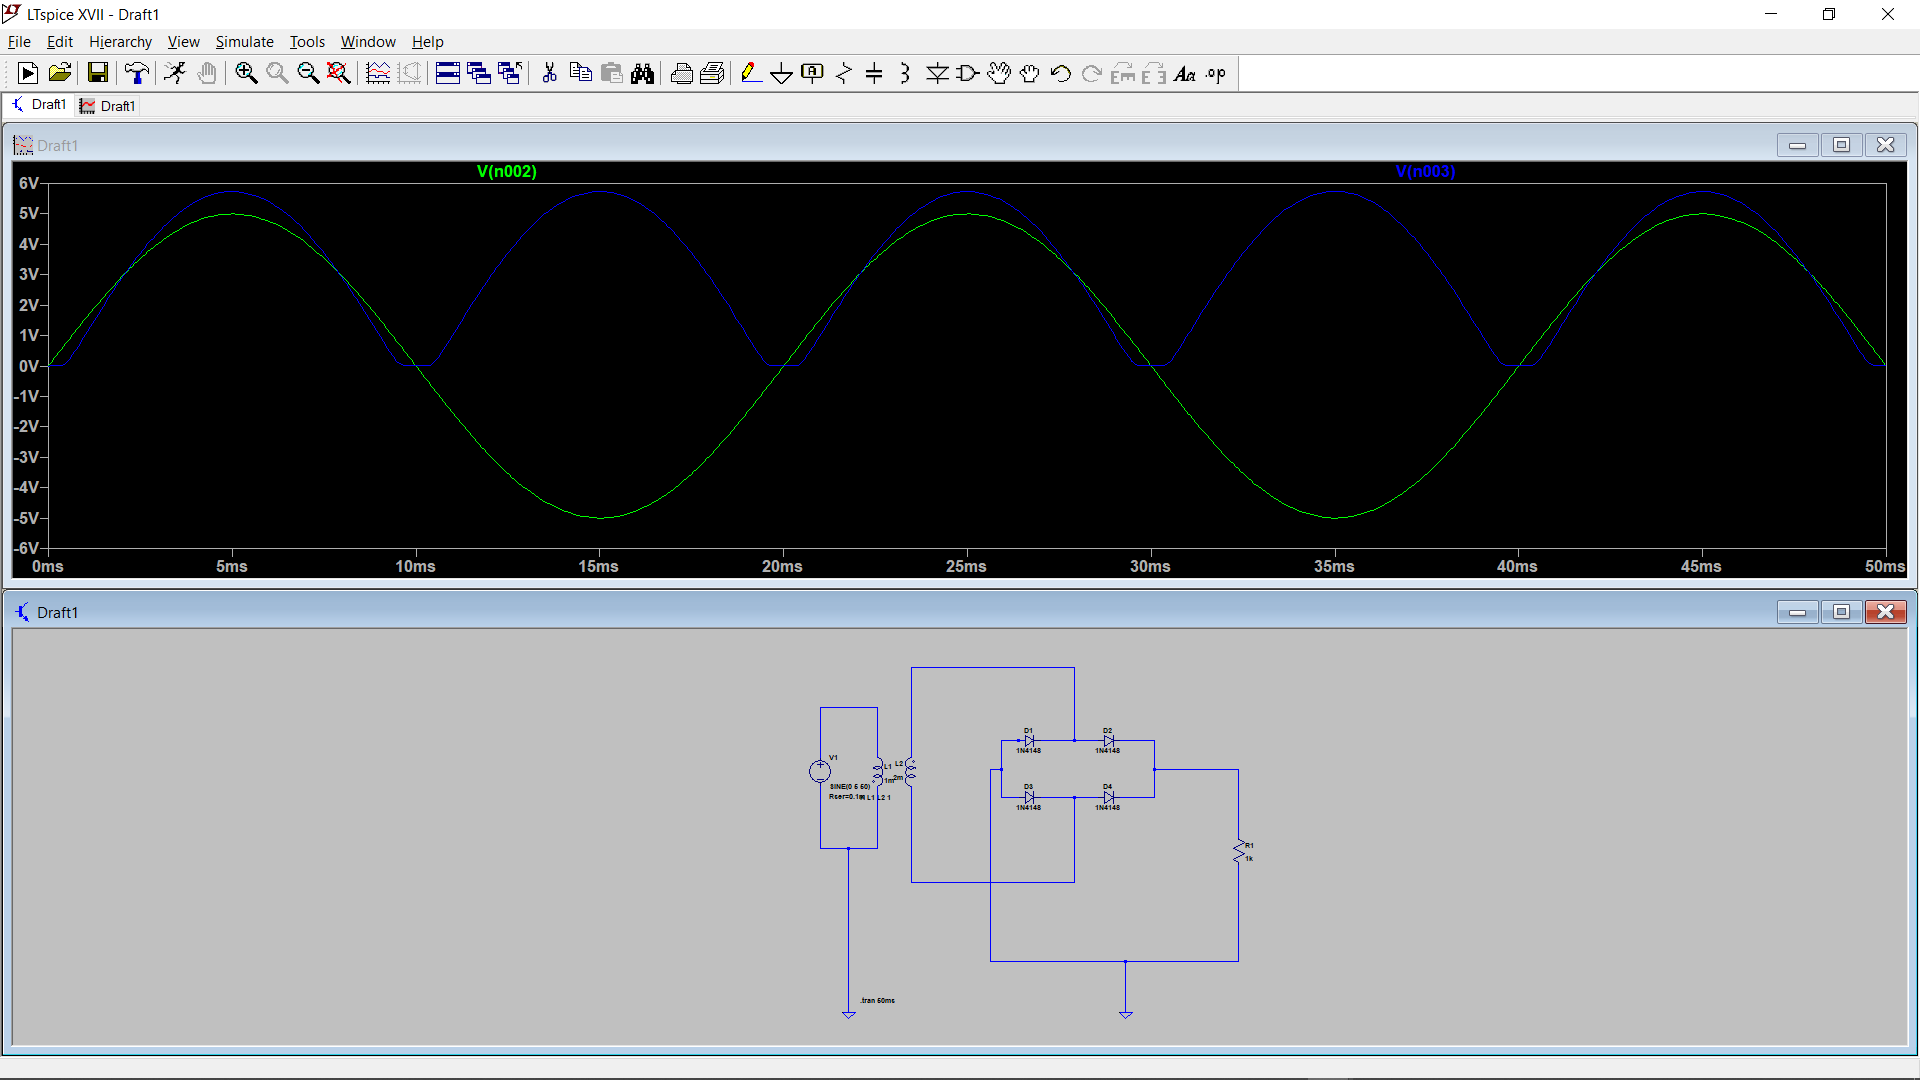 LTspice XVII - Draft1
File Edit Hierarchy View Simulate Tools Window Help
Draft1 Draft1
Draft1
V(n002) V(n003)
6V
5V
4V
3V
2V
1V
0V
-1V
-2V
-3V
-4V
-5V
-6V
0ms 5ms 10ms 15ms 20ms 25ms 30ms 35ms 40ms 45ms 50ms
Draft1
D1 D2
1N4148 1N4148
V1
L1 L2
1m 2m
SINE(0 5 50)
Rser=0.1m
K L1 L2 1
D3 D4
1N4148 1N4148
R1
1k
.tran 50ms